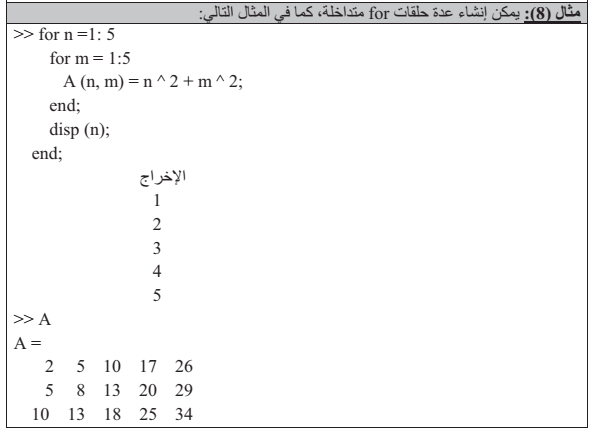 مثال (8): يمكن إنشاء عدة حلقات for متداخلة، كما في المثال التالي:
>> for n =1: 5
for m = 1:5
A (n, m) = n ^ 2 + m ^ 2;
end;
disp (n);
end;
الإخراج
1
2
3
4
5
>> A
A =
2 5 10 17 26
5 8 13 20 29
10 13 18 25 34